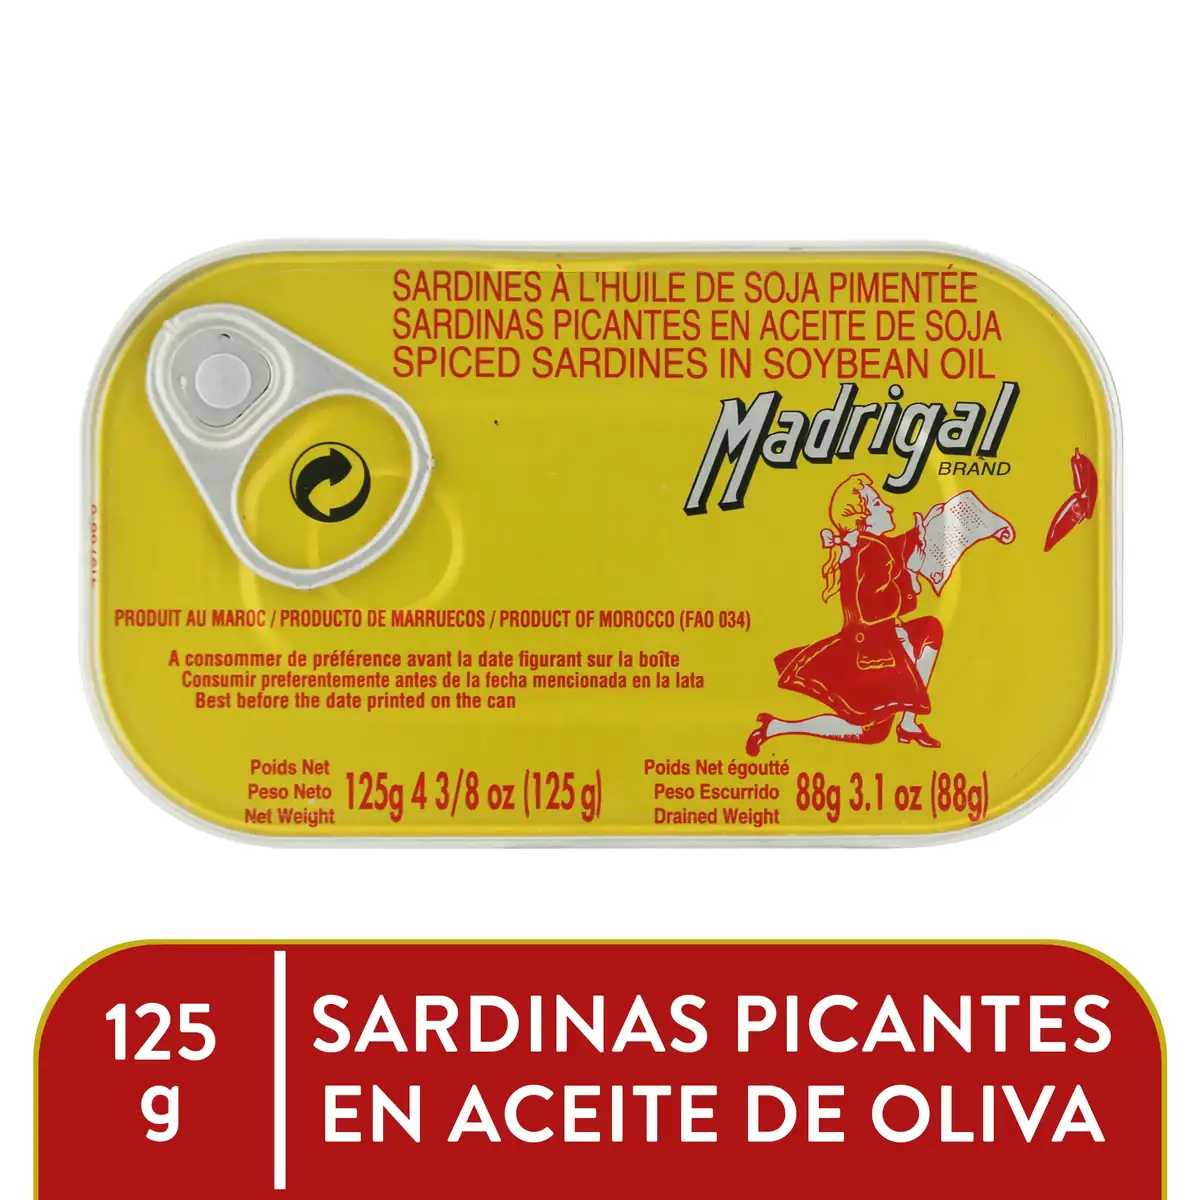 SARDINES À L'HUILE DE SOJA PIMENTÉE
SARDINAS PICANTES EN ACEITE DE SOJA
SPICED SARDINES IN SOYBEAN OIL
Madrigal
BRAND
PRODUIT AU MAROC / PRODUCTO DE MARRUECOS / PRODUCT OF MOROCCO (FAO 034)
A consommer de préférence avant la date figurant sur la boîte
Consumir preferentemente antes de la fecha mencionada en la lata
Best before the date printed on the can
Poids Net
Peso Neto
Net Weight
125g 4 3/8 oz (125 g)
Poids Net égoutté
Peso Escurrido
Drained Weight
88g 3.1 oz (88g)
125
g
SARDINAS PICANTES
EN ACEITE DE OLIVA